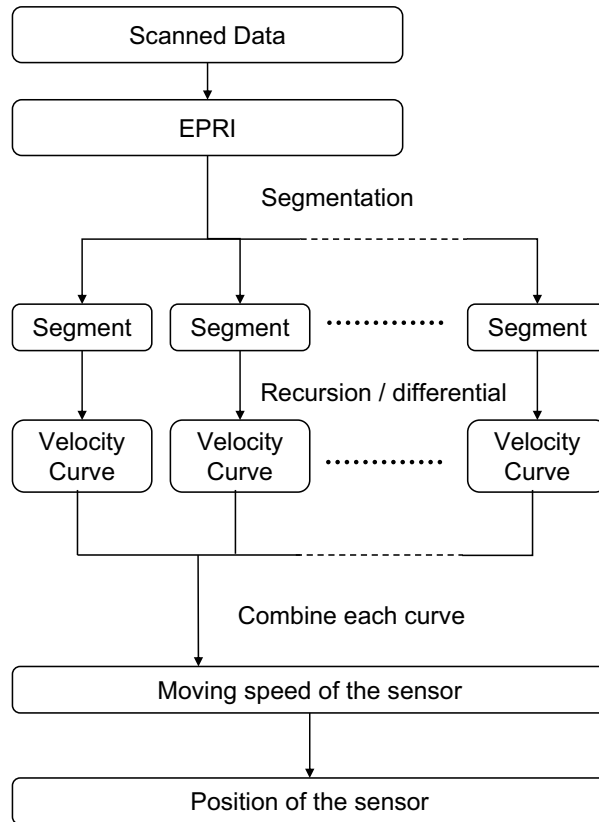 Scanned Data
EPRI
Segmentation
Segment Segment ·············· Segment
Recursion / differential
Velocity Velocity Velocity
Curve Curve ·············· Curve
Combine each curve
Moving speed of the sensor
Position of the sensor